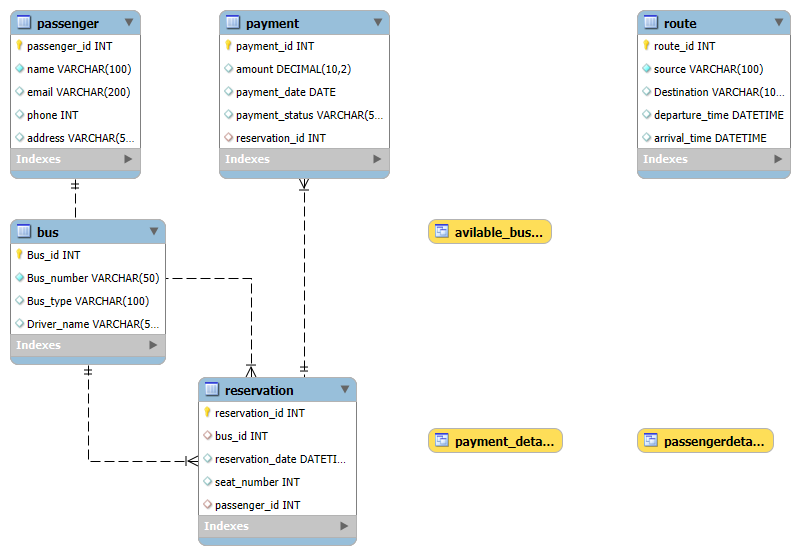 passenger
passenger_id INT
name VARCHAR(100)
email VARCHAR(200)
phone INT
address VARCHAR(5...
Indexes
payment
payment_id INT
amount DECIMAL(10,2)
payment_date DATE
payment_status VARCHAR(5...
reservation_id INT
Indexes
route
route_id INT
source VARCHAR(100)
Destination VARCHAR(10...
departure_time DATETIME
arrival_time DATETIME
Indexes
bus
Bus_id INT
Bus_number VARCHAR(50)
Bus_type VARCHAR(100)
Driver_name VARCHAR(5...
Indexes
avilable_bus...
reservation
reservation_id INT
bus_id INT
reservation_date DATETI...
seat_number INT
passenger_id INT
Indexes
payment_deta...
passengerdeta...